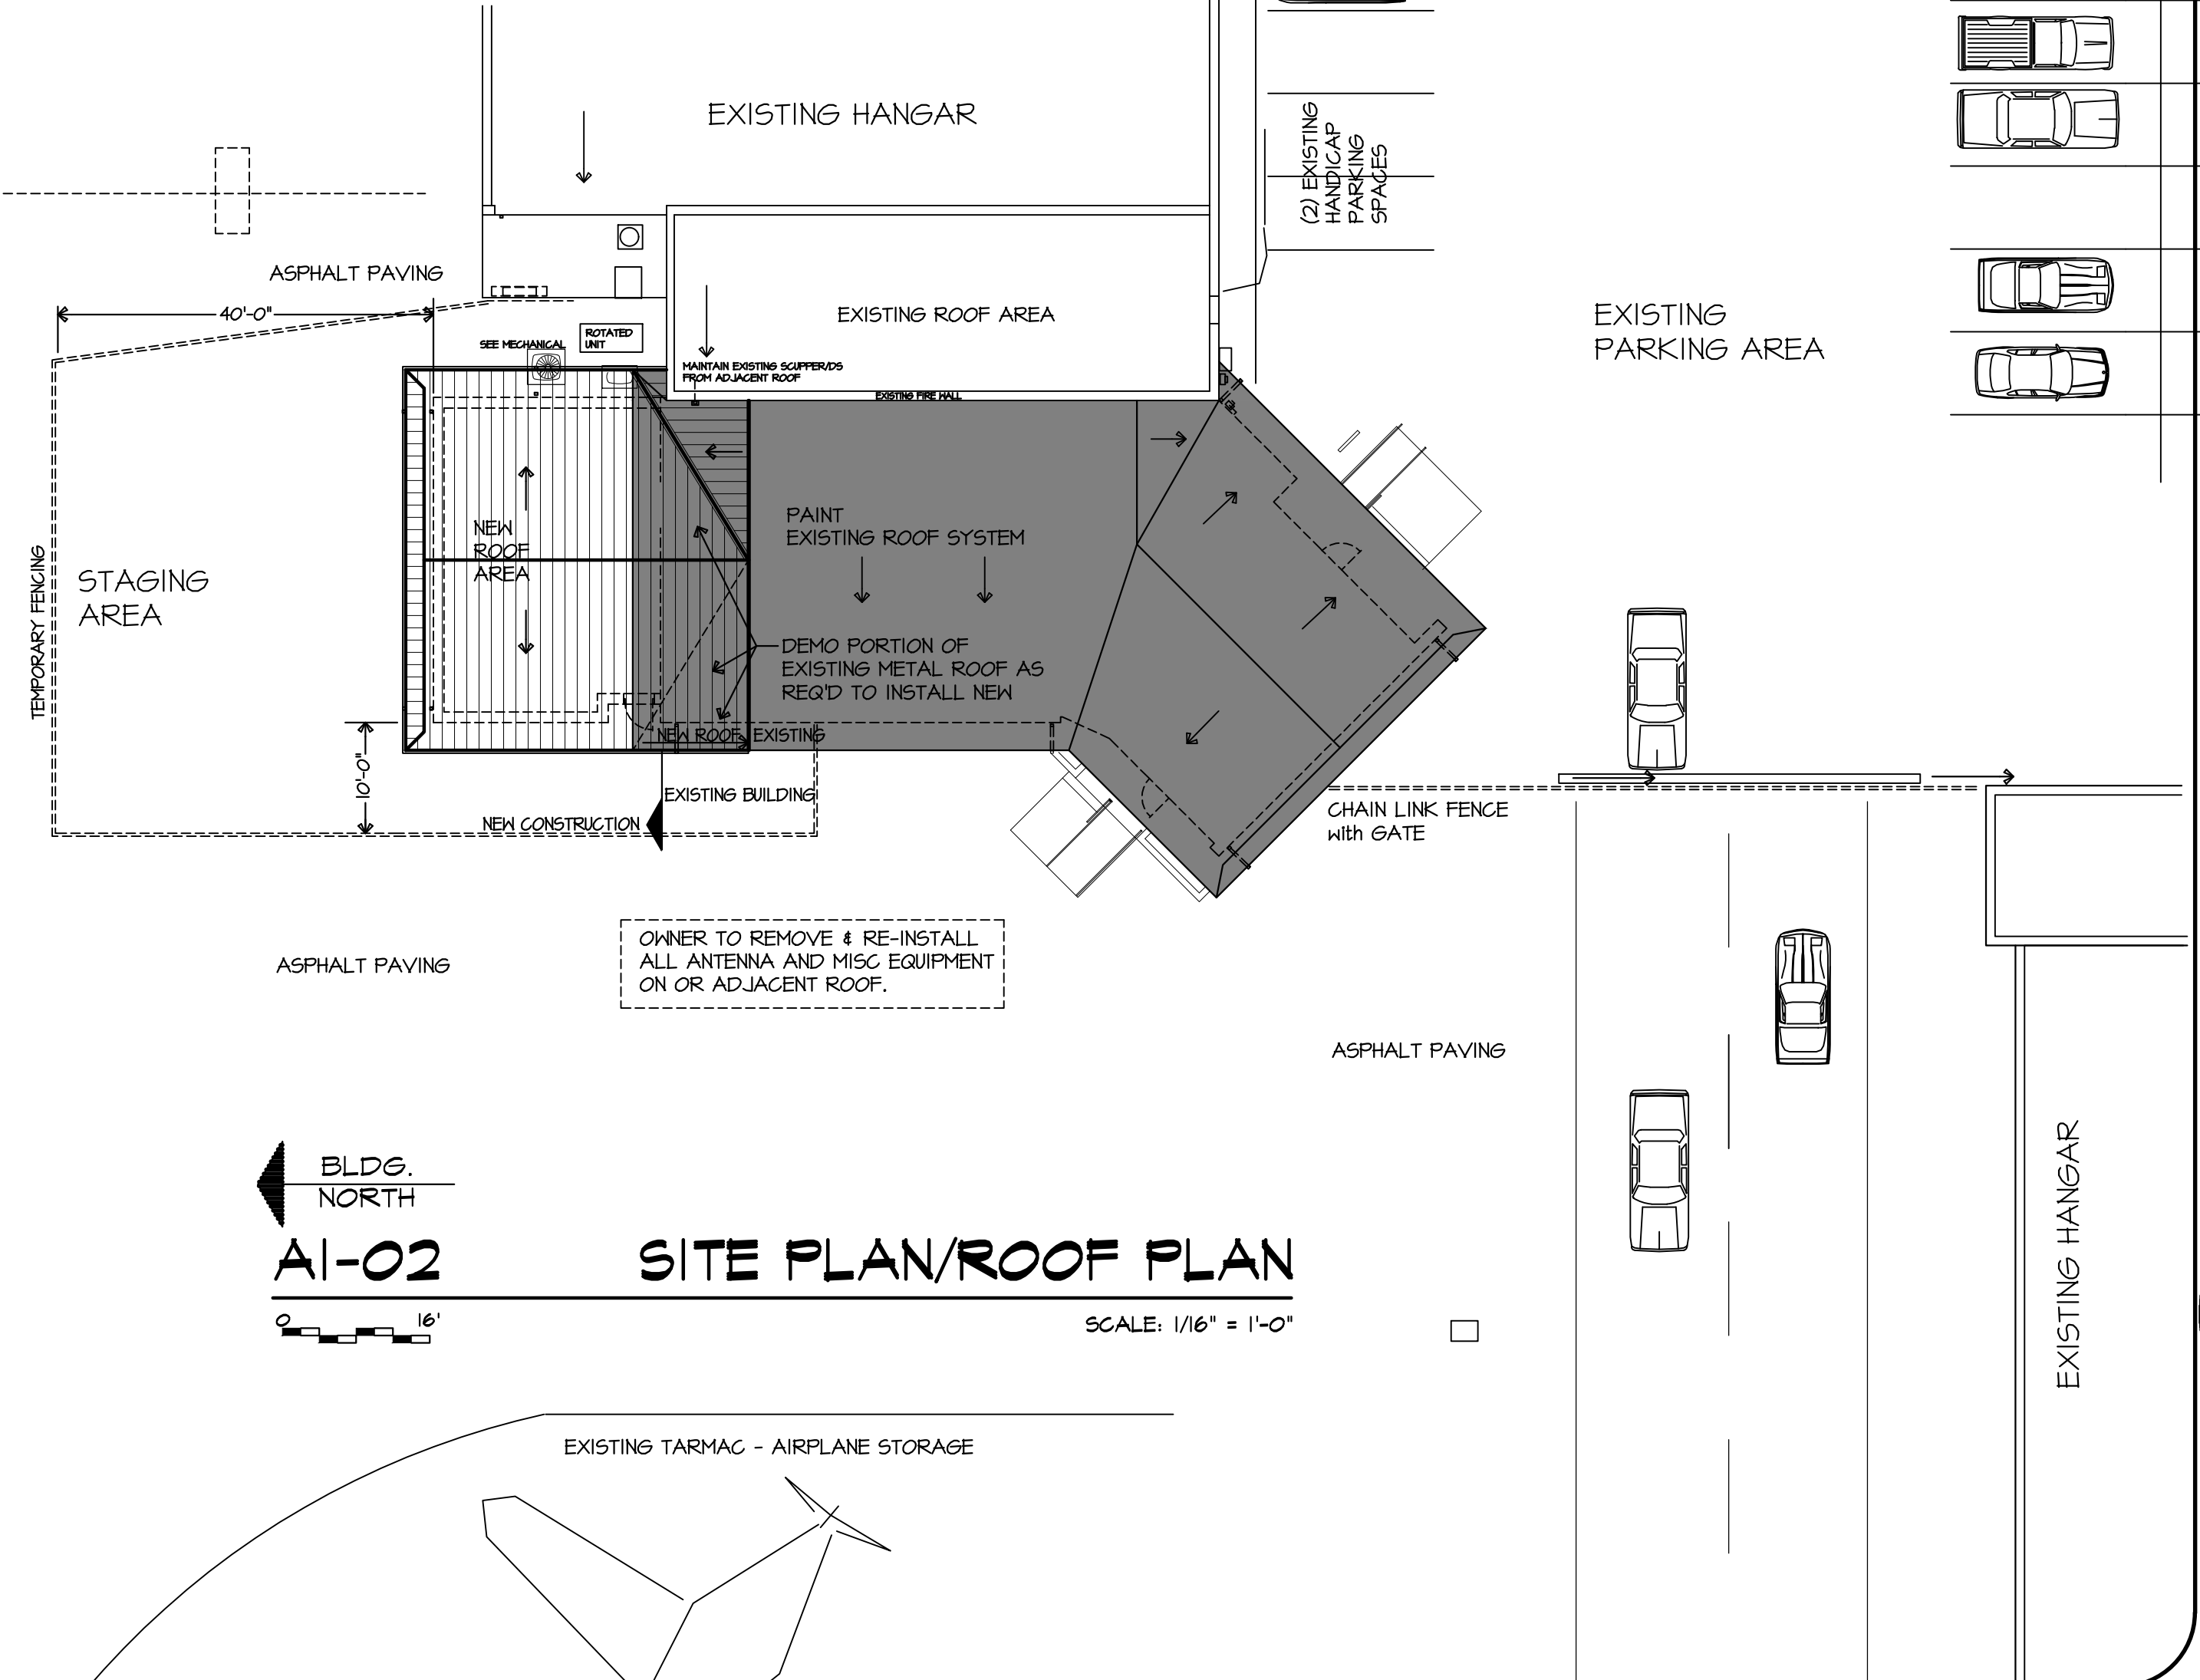 EXISTING HANGAR
(2) EXISTING
HANDICAP
PARKING
SPACES
ASPHALT PAVING
40'-0"
EXISTING ROOF AREA
EXISTING
PARKING AREA
SEE MECHANICAL
ROTATED
UNIT
MAINTAIN EXISTING SCUPPER/DS
FROM ADJACENT ROOF
EXISTING FIRE WALL
NEW
ROOF
AREA
PAINT
EXISTING ROOF SYSTEM
STAGING
AREA
TEMPORARY FENCING
DEMO PORTION OF
EXISTING METAL ROOF AS
REQ'D TO INSTALL NEW
NEW ROOF
EXISTING
10'-0"
EXISTING BUILDING
NEW CONSTRUCTION
CHAIN LINK FENCE
with GATE
OWNER TO REMOVE & RE-INSTALL
ALL ANTENNA AND MISC EQUIPMENT
ON OR ADJACENT ROOF.
ASPHALT PAVING
ASPHALT PAVING
EXISTING HANGAR
BLDG.
NORTH
A1-02
SITE PLAN/ROOF PLAN
0
16'
SCALE: 1/16" = 1'-0"
EXISTING TARMAC - AIRPLANE STORAGE